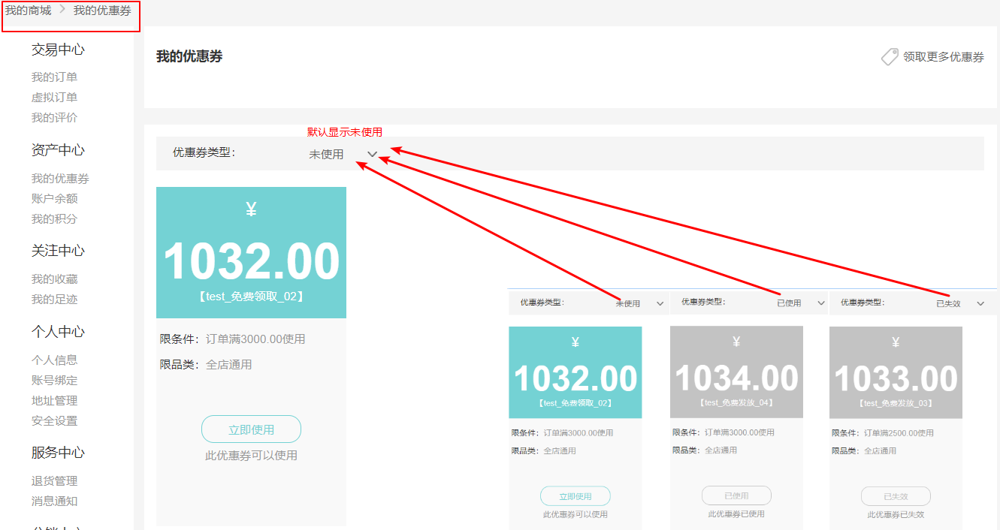 我的商城 > 我的优惠券
交易中心
我的订单
虚拟订单
我的评价
资产中心
我的优惠券
账户余额
我的积分
关注中心
我的收藏
我的足迹
个人中心
个人信息
账号绑定
地址管理
安全设置
服务中心
退货管理
消息通知
我的优惠券
领取更多优惠券
默认显示未使用
优惠券类型: 未使用
¥
1032.00
【test_免费领取_02】
限条件: 订单满3000.00使用
限品类: 全店通用
立即使用
此优惠券可以使用
优惠券类型: 未使用
¥
1032.00
【test_免费领取_02】
限条件: 订单满3000.00使用
限品类: 全店通用
立即使用
此优惠券可以使用
优惠券类型: 已使用
¥
1034.00
【test_免费发放_04】
限条件: 订单满3000.00使用
限品类: 全店通用
已使用
此优惠券已使用
优惠券类型: 已失效
¥
1033.00
【test_免费发放_03】
限条件: 订单满2500.00使用
限品类: 全店通用
已失效
此优惠券已失效